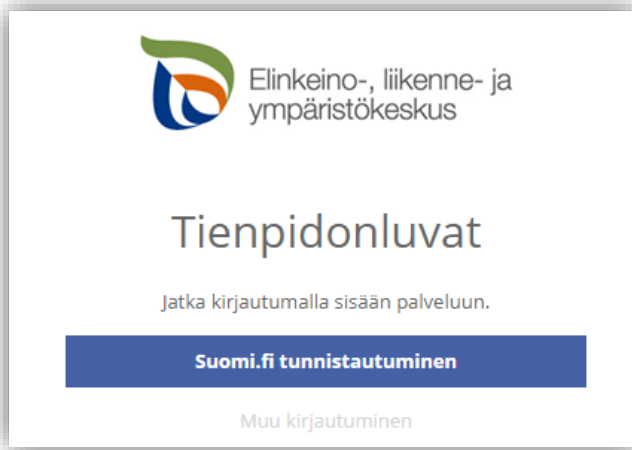 Elinkeino-, liikenne- ja
ympäristökeskus
Tienpidonluvat
Jatka kirjautumalla sisään palveluun.
Suomi.fi tunnistautuminen
Muu kirjautuminen